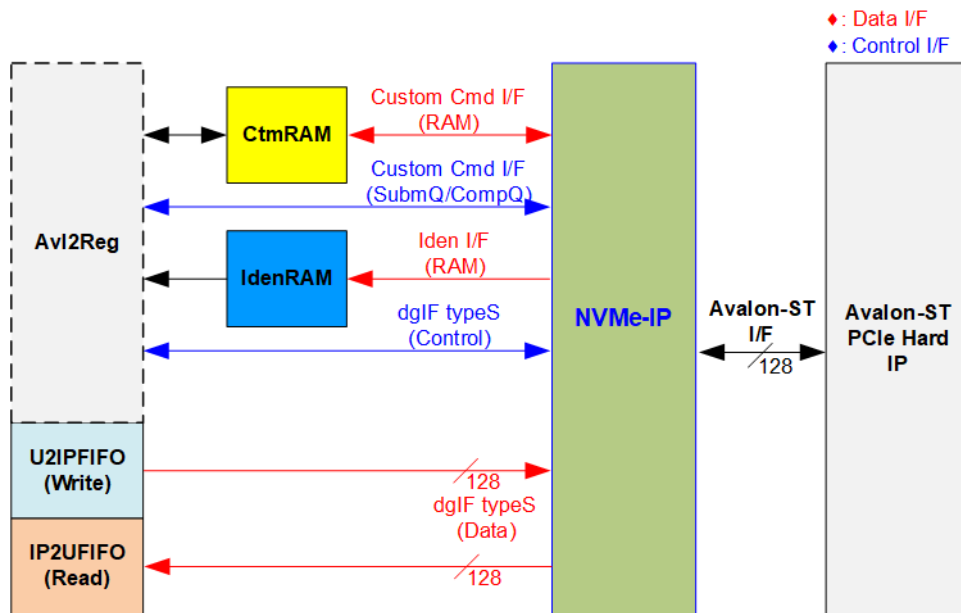 ♦: Data I/F
♦: Control I/F
Custom Cmd I/F
(RAM)
CtmRAM
Custom Cmd I/F
(SubmQ/CompQ)
AvI2Reg
Iden I/F
(RAM)
IdenRAM
dgIF typeS
(Control)
NVMe-IP
Avalon-ST
I/F
128
Avalon-ST
PCIe Hard
IP
U2IPFIFO
(Write)
128
dgIF typeS
(Data)
IP2UFIFO
(Read)
128